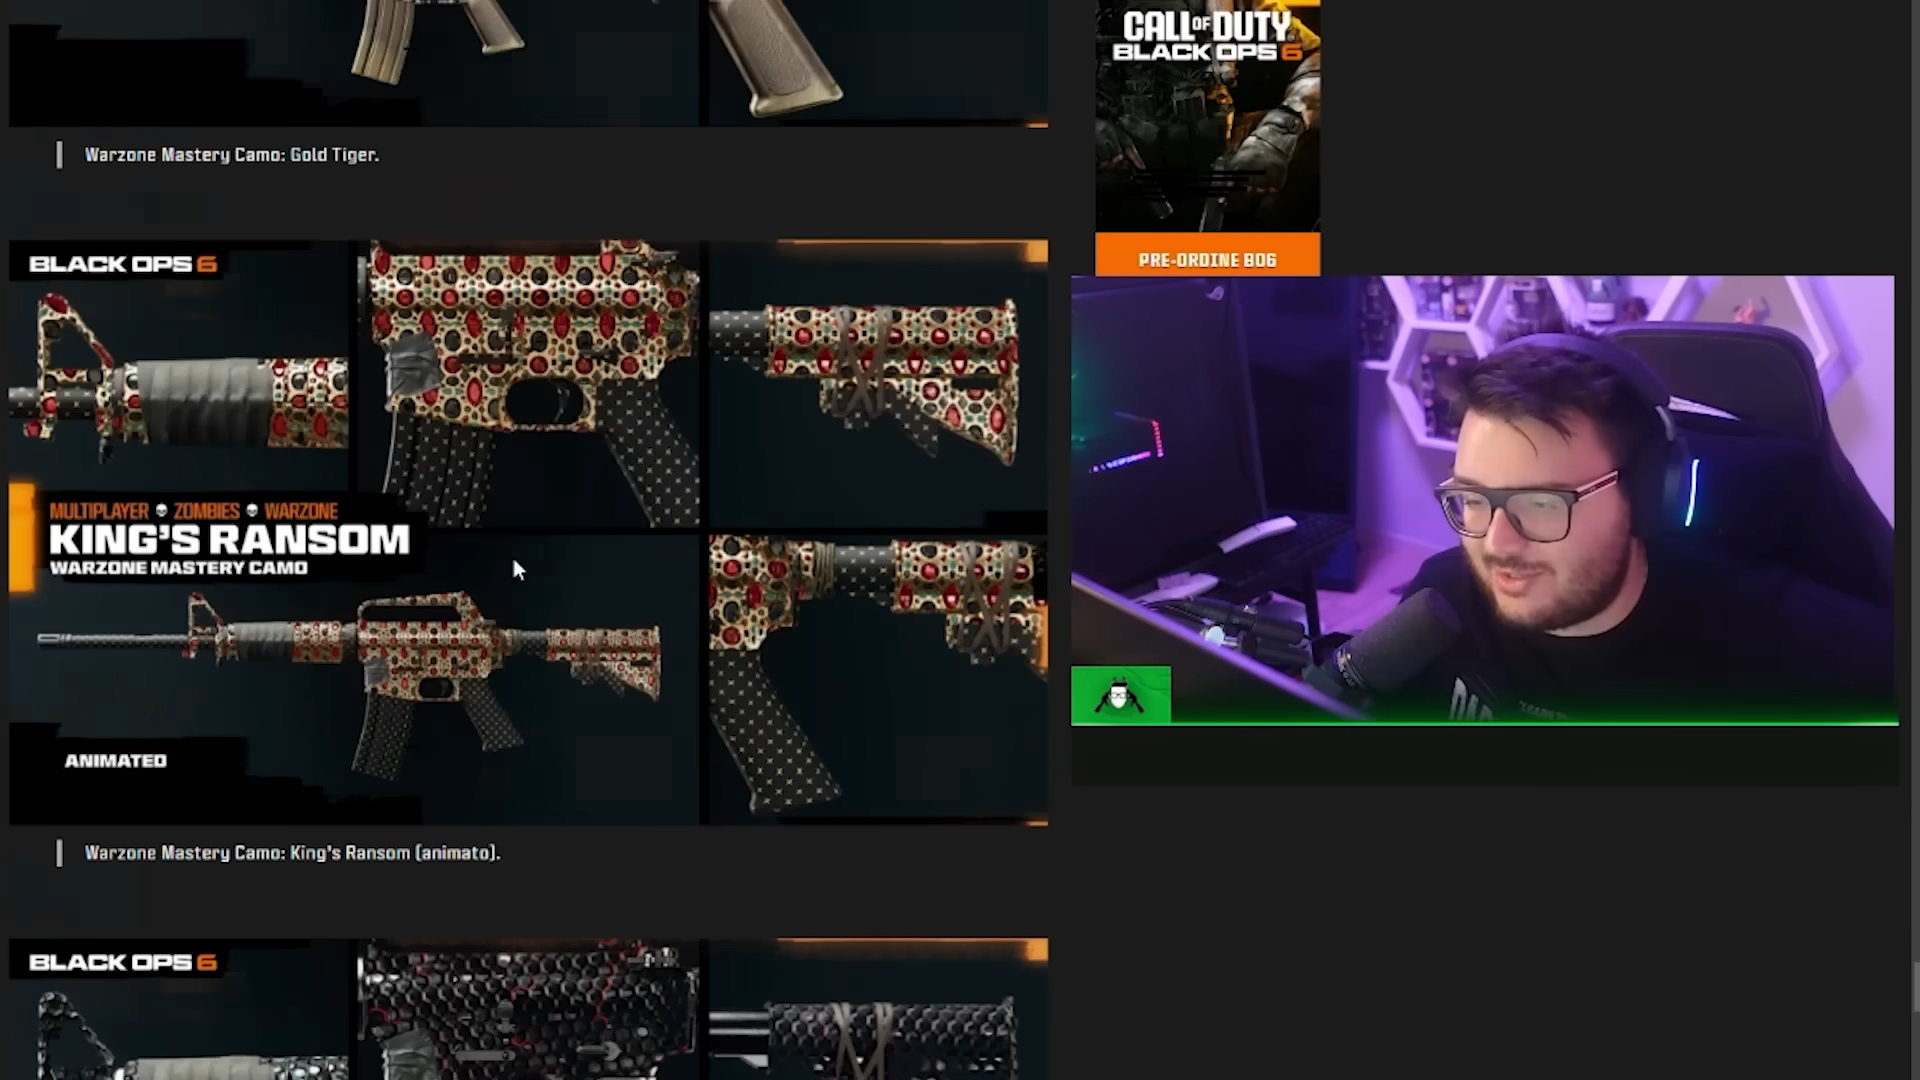 CALL OF DUTY
BLACK OPS 6
Warzone Mastery Camo: Gold Tiger.
PRE-ORDINE BO6
BLACK OPS 6
MULTIPLAYER ZOMBIES WARZONE
KING'S RANSOM
WARZONE MASTERY CAMO
ANIMATED
Warzone Mastery Camo: King's Ransom (animato).
BLACK OPS 6